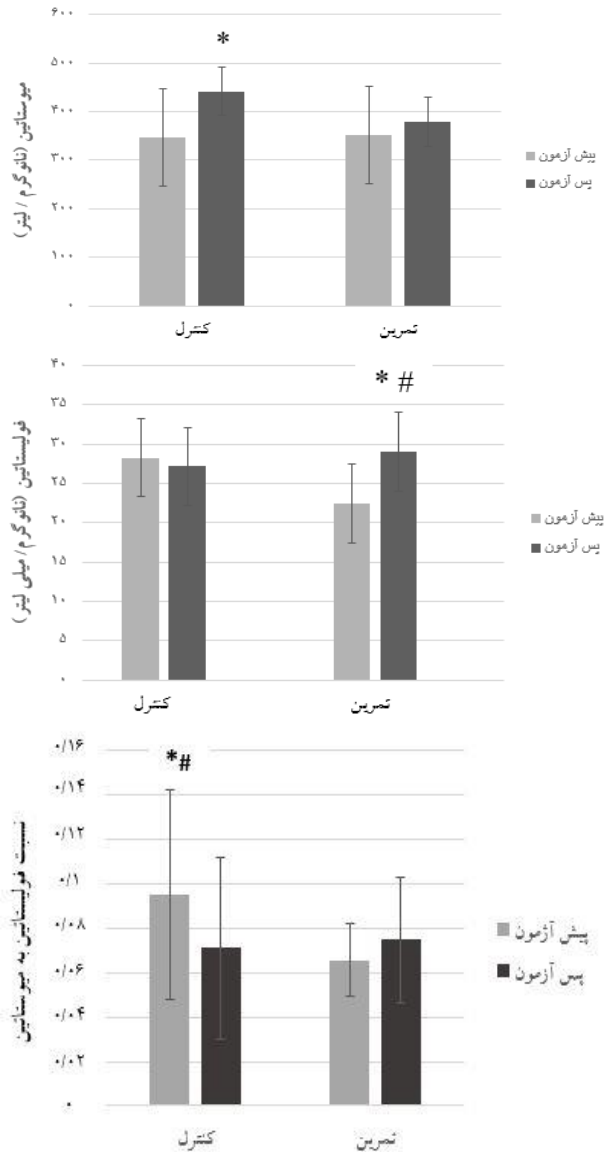 میوستاتین (نانوگرم / لیتر)
۶۰۰
۵۰۰
۴۰۰
۳۰۰
۲۰۰
۱۰۰
۰
*
کنترل
تمرین
پیش آزمون
پس آزمون
فولیستاتین (نانوگرم/ میلی لیتر)
۴۰
۳۵
۳۰
۲۵
۲۰
۱۵
۱۰
۵
۰
* #
کنترل
تمرین
پیش آزمون
پس آزمون
نسبت فولیستاتین به میوستاتین
۰/۱۶
۰/۱۴
۰/۱۲
۰/۱
۰/۰۸
۰/۰۶
۰/۰۴
۰/۰۲
۰
*#
کنترل
تمرین
پیش آزمون
پس آزمون